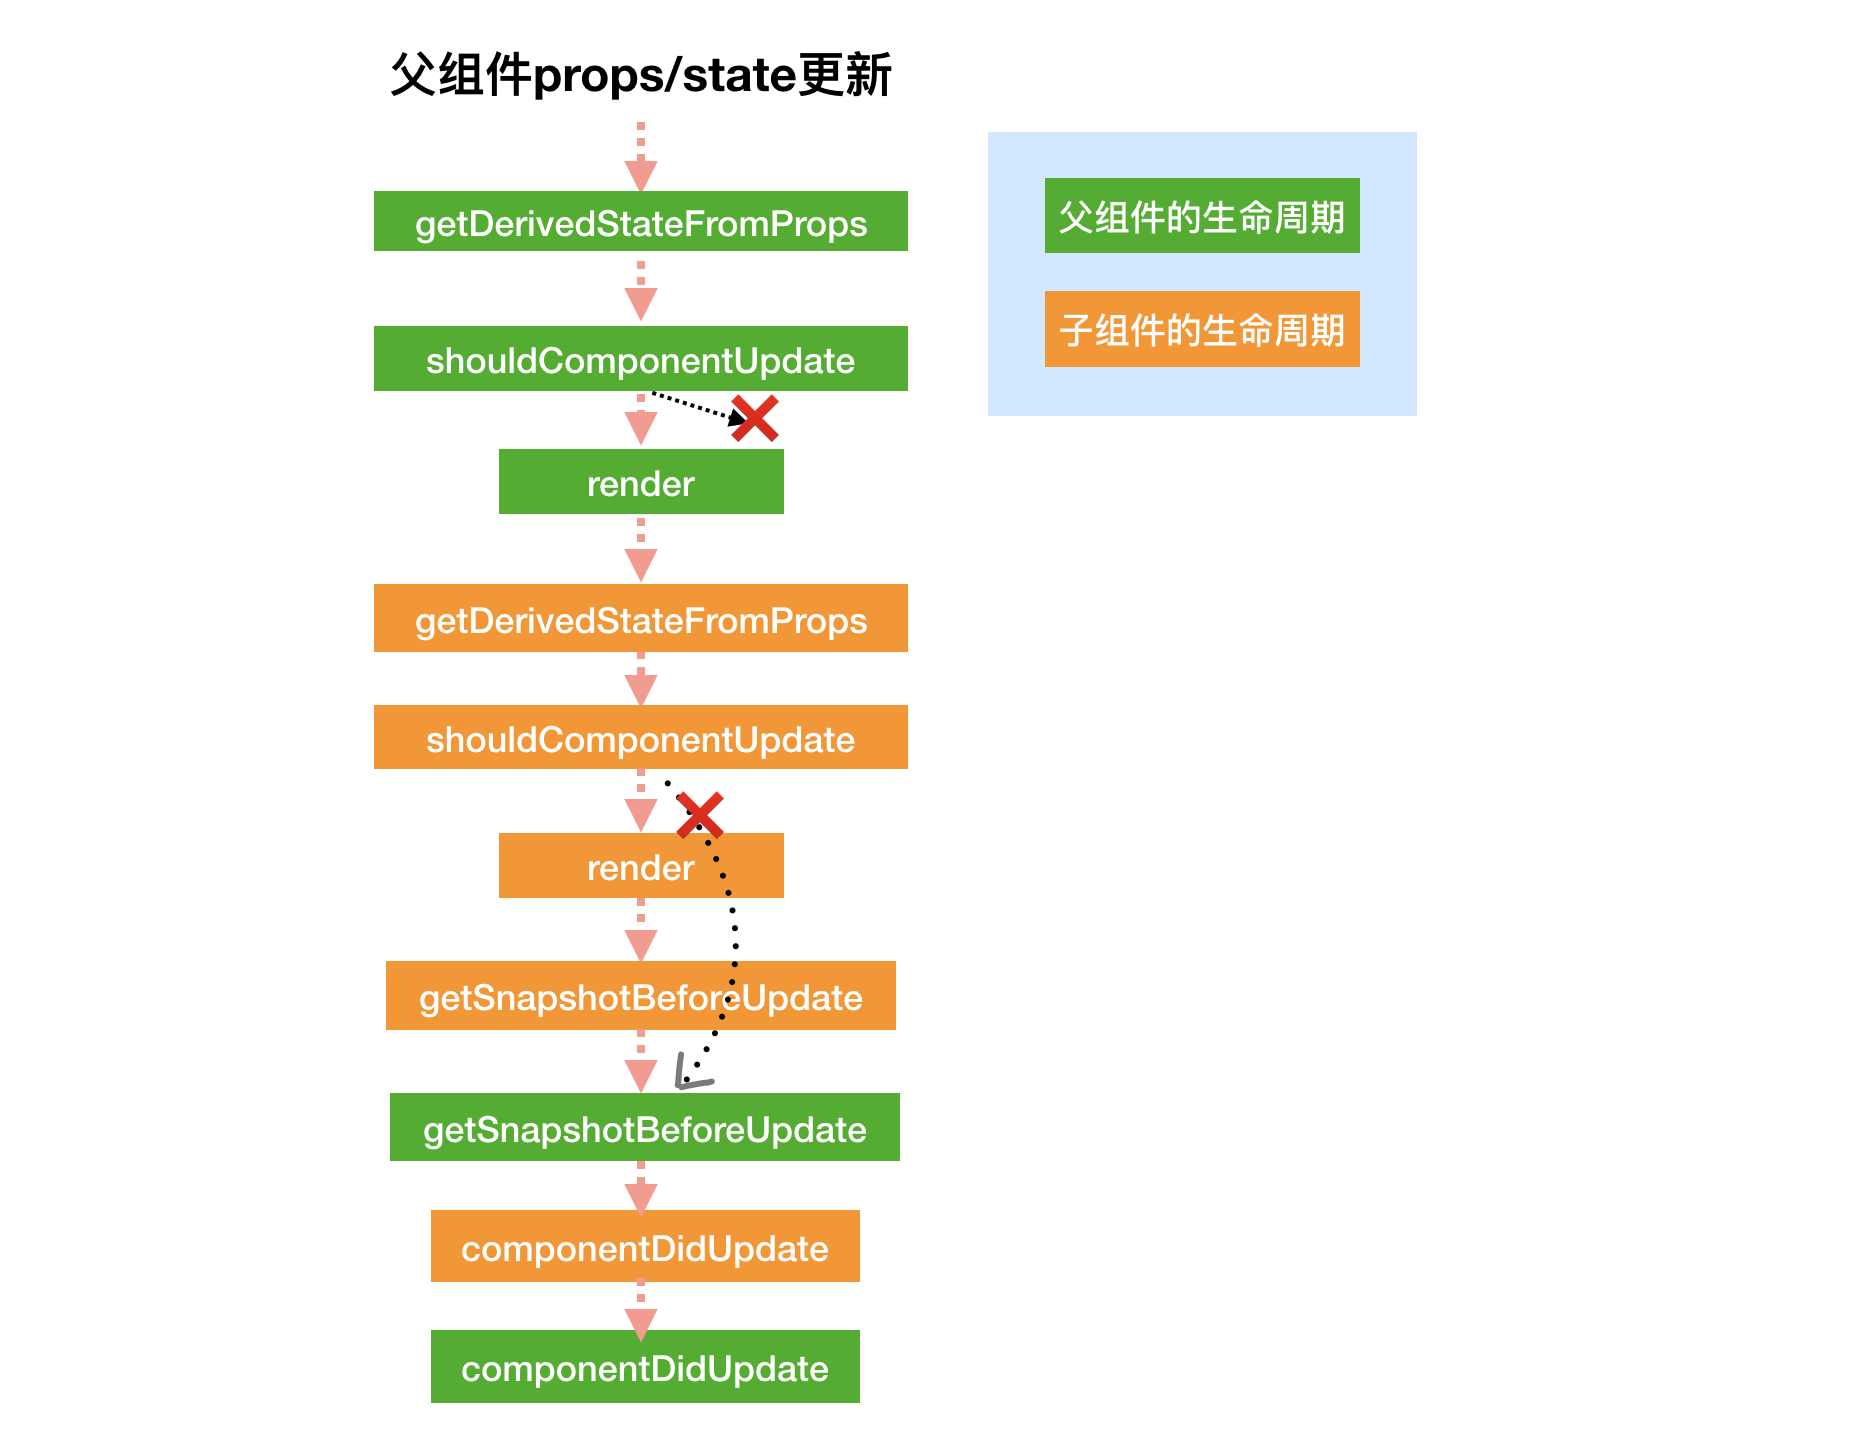 父组件props/state更新
getDerivedStateFromProps
shouldComponentUpdate
render
getDerivedStateFromProps
shouldComponentUpdate
render
getSnapshotBeforeUpdate
getSnapshotBeforeUpdate
componentDidUpdate
componentDidUpdate
父组件的生命周期
子组件的生命周期